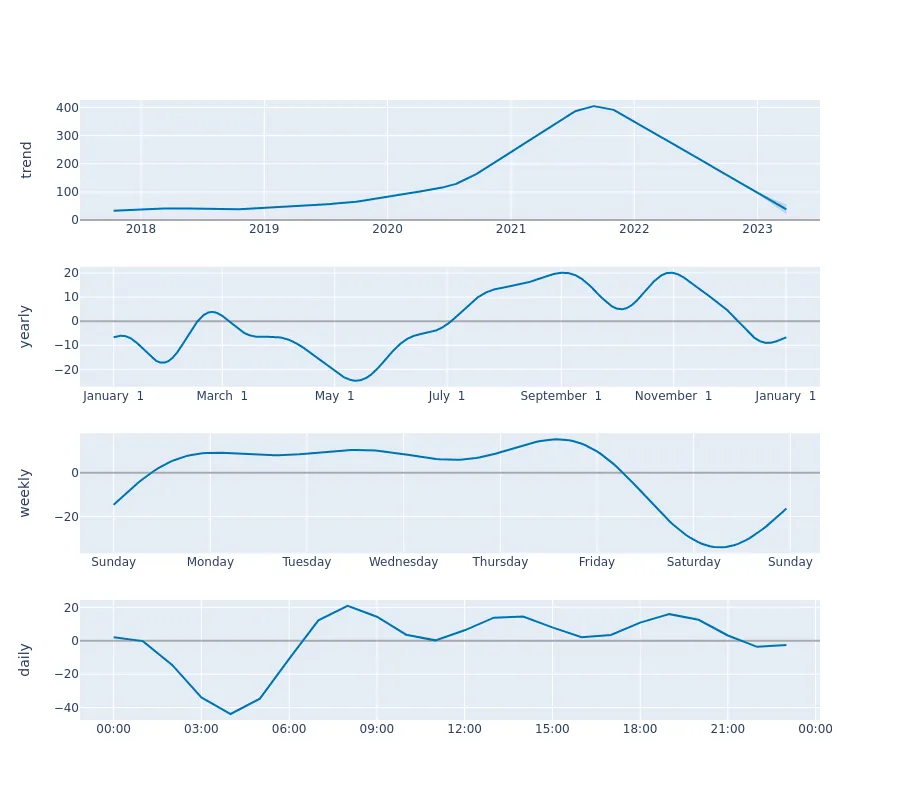 trend
400
300
200
100
0
2018 2019 2020 2021 2022 2023
yearly
20
10
0
−10
−20
January 1 March 1 May 1 July 1 September 1 November 1 January 1
weekly
0
−20
Sunday Monday Tuesday Wednesday Thursday Friday Saturday Sunday
daily
20
0
−20
−40
00:00 03:00 06:00 09:00 12:00 15:00 18:00 21:00 00:00